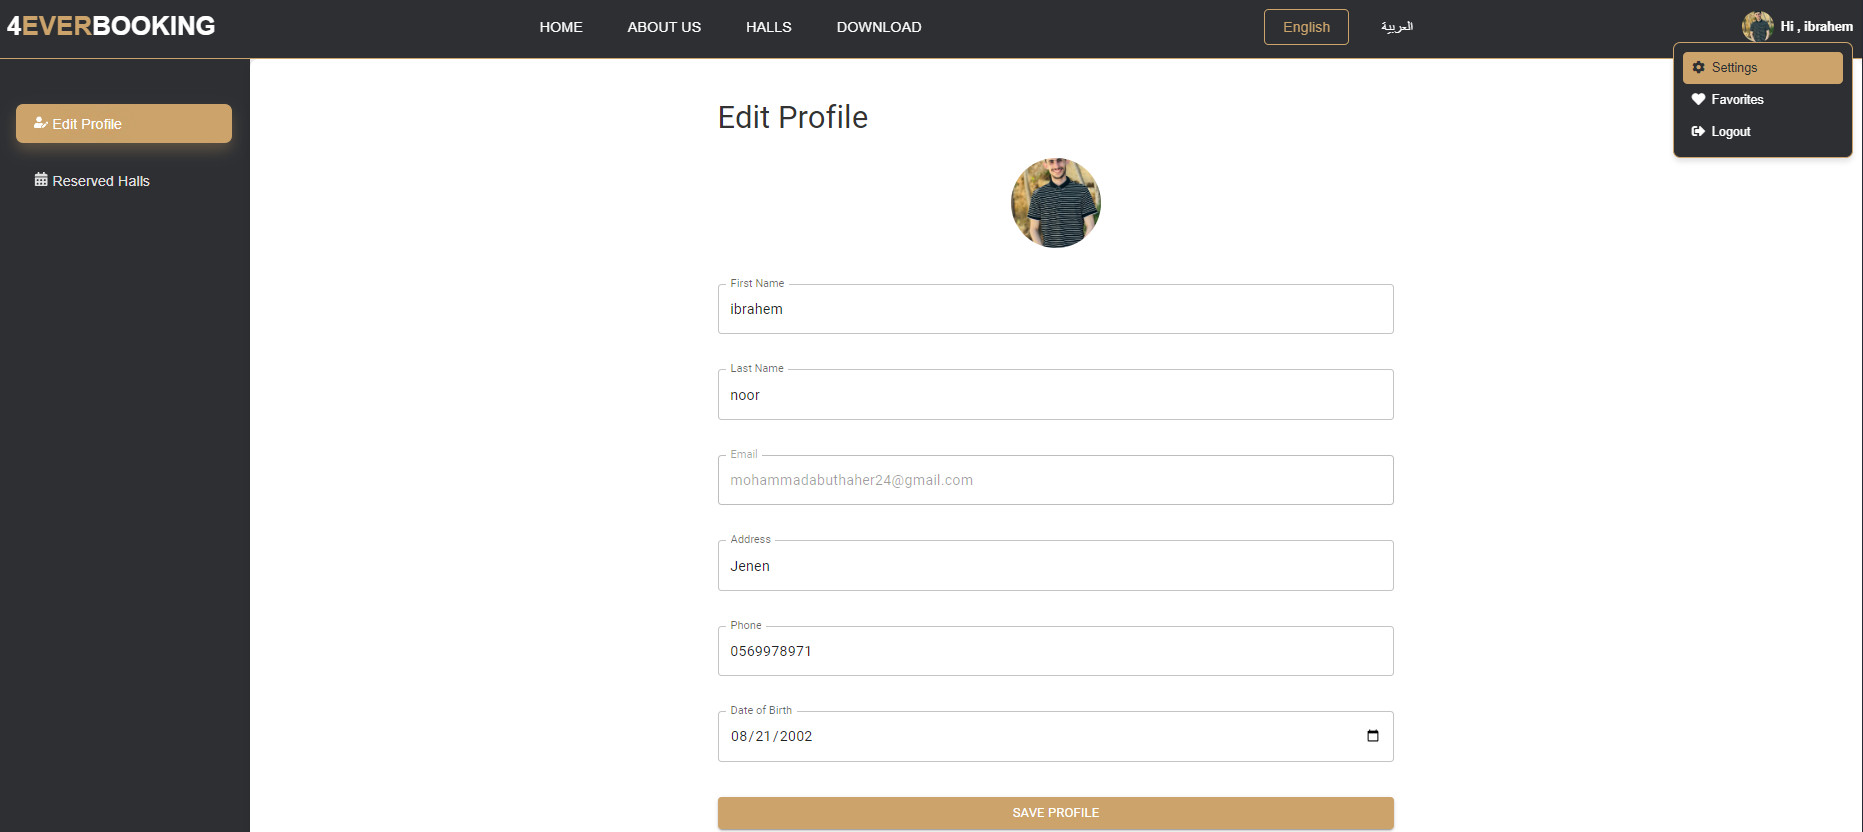 4EVERBOOKING
HOME ABOUT US HALLS DOWNLOAD
English العربية
Hi , ibrahem
Settings
Favorites
Logout
Edit Profile
Reserved Halls
Edit Profile
First Name
ibrahem
Last Name
noor
Email
mohammadabuthaher24@gmail.com
Address
Jenen
Phone
0569978971
Date of Birth
08/21/2002
SAVE PROFILE